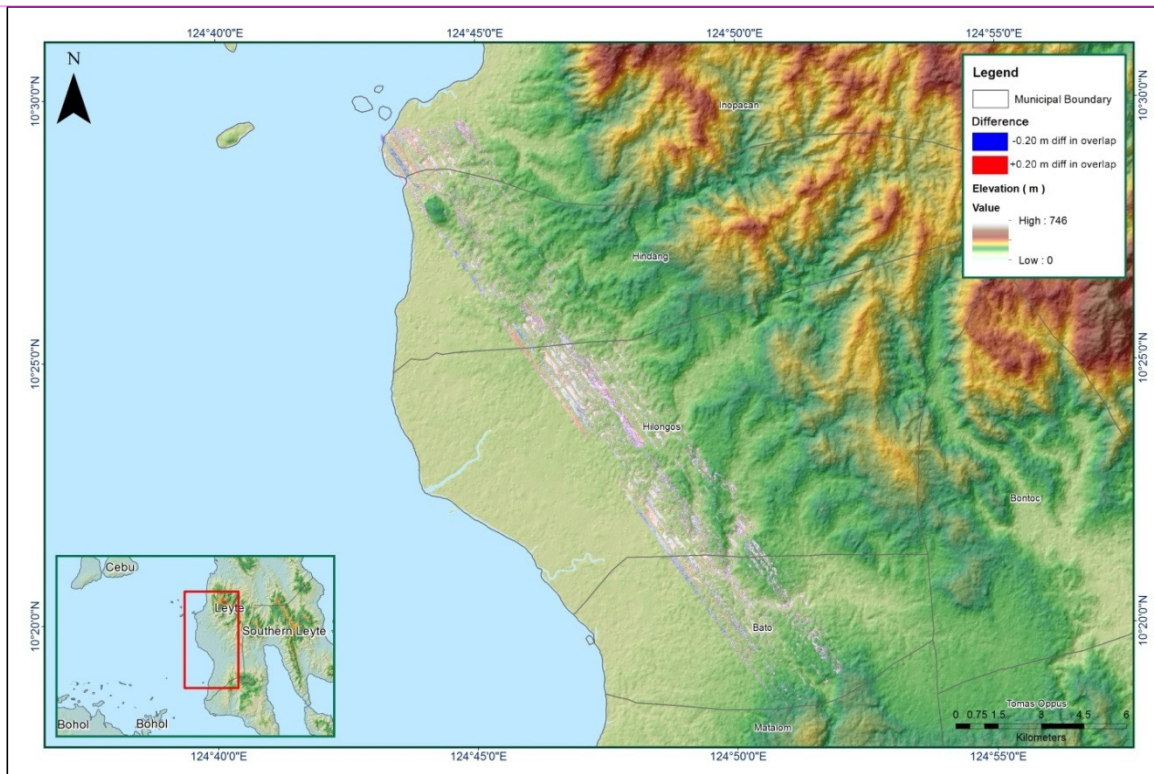 124°40'0"E
124°45'0"E
124°50'0"E
124°55'0"E
N
10°30'0"N
10°30'0"N
Legend
Municipal Boundary
Difference
-0.20 m diff in overlap
+0.20 m diff in overlap
Elevation ( m )
Value
High : 746
Low : 0
Inopacan
Hindang
10°25'0"N
10°25'0"N
Hilongos
Bontoc
10°20'0"N
10°20'0"N
Bato
Tomas Oppus
Matalom
0 0.75 1.5 3 4.5 6
Kilometers
Cebu
Leyte
Southern Leyte
Bohol
Bohol
124°40'0"E
124°45'0"E
124°50'0"E
124°55'0"E